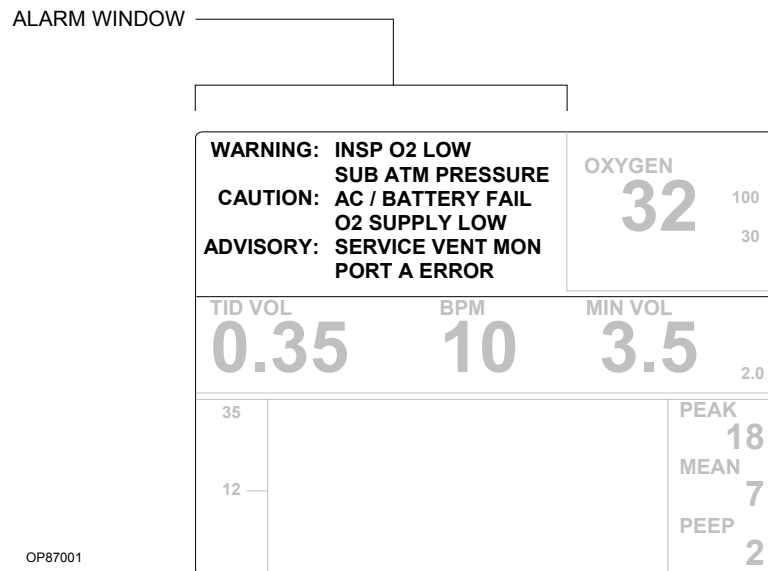 ALARM WINDOW
WARNING: INSP O2 LOW
SUB ATM PRESSURE
CAUTION: AC / BATTERY FAIL
O2 SUPPLY LOW
ADVISORY: SERVICE VENT MON
PORT A ERROR
OXYGEN
32
100
30
TID VOL BPM MIN VOL
0.35 10 3.5
2.0
35
12
PEAK
18
MEAN
7
PEEP
2
OP87001